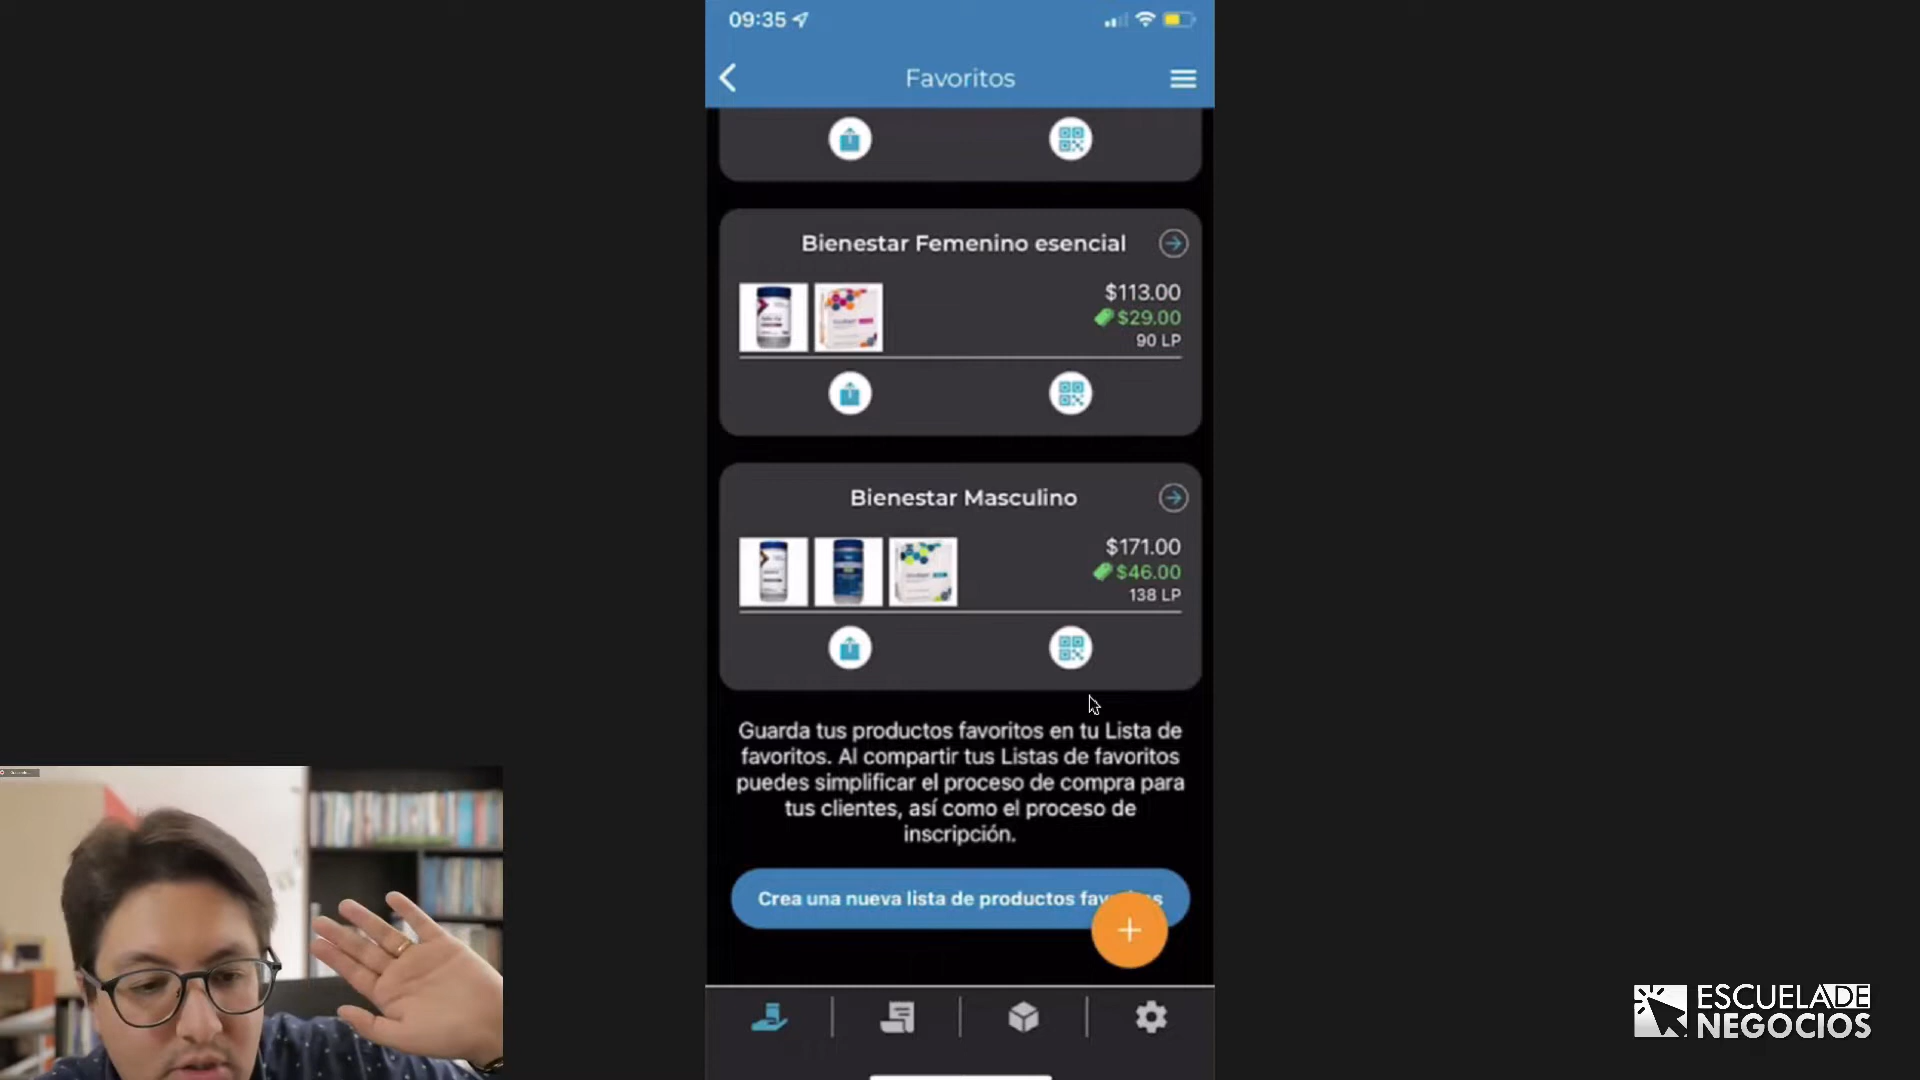 09:35
Favoritos
Bienestar Femenino esencial
$113.00
$29.00
90 LP
Bienestar Masculino
$171.00
$46.00
138 LP
Guarda tus productos favoritos en tu Lista de
favoritos. Al compartir tus Listas de favoritos
puedes simplificar el proceso de compra para
tus clientes, así como el proceso de
inscripción.
Crea una nueva lista de productos fav s
ESCUELA DE
NEGOCIOS